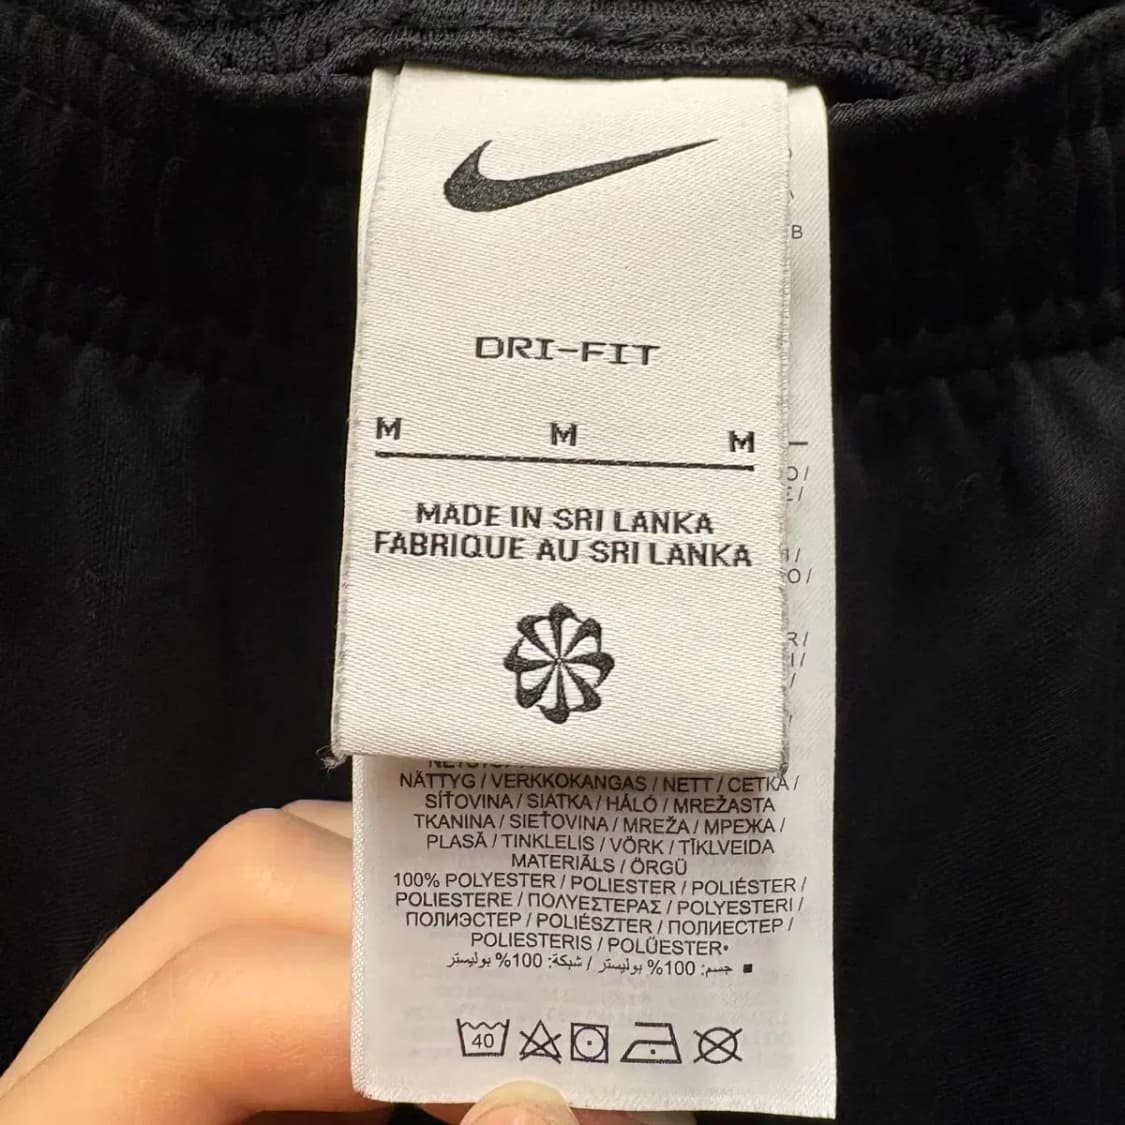 DRI-FIT
M M M
MADE IN SRI LANKA
FABRIQUE AU SRI LANKA
NÄTTYG / VERKKOKANGAS / NETT / СЕТКА /
SÍŤOVINA / SIATKA / HÁLÓ / MREŽASTA
TKANINA / SIEŤOVINA / MREŽA / МРЕЖА /
PLASĂ / TINKLELIS / VÕRK / TĪKLVEIDA
MATERIĀLS / ÖRGÜ
100% POLYESTER / POLIESTER / POLIÉSTER /
POLIESTERE / ΠΟΛΥΕΣΤΕΡΑΣ / POLYESTERI /
ПОЛИЭСТЕР / POLIÉSZTER / ПОЛИЕСТЕР /
POLIESTERIS / POLÜESTER•
■ جسم: 100% بوليستر / شبكة: 100% بوليستر
40